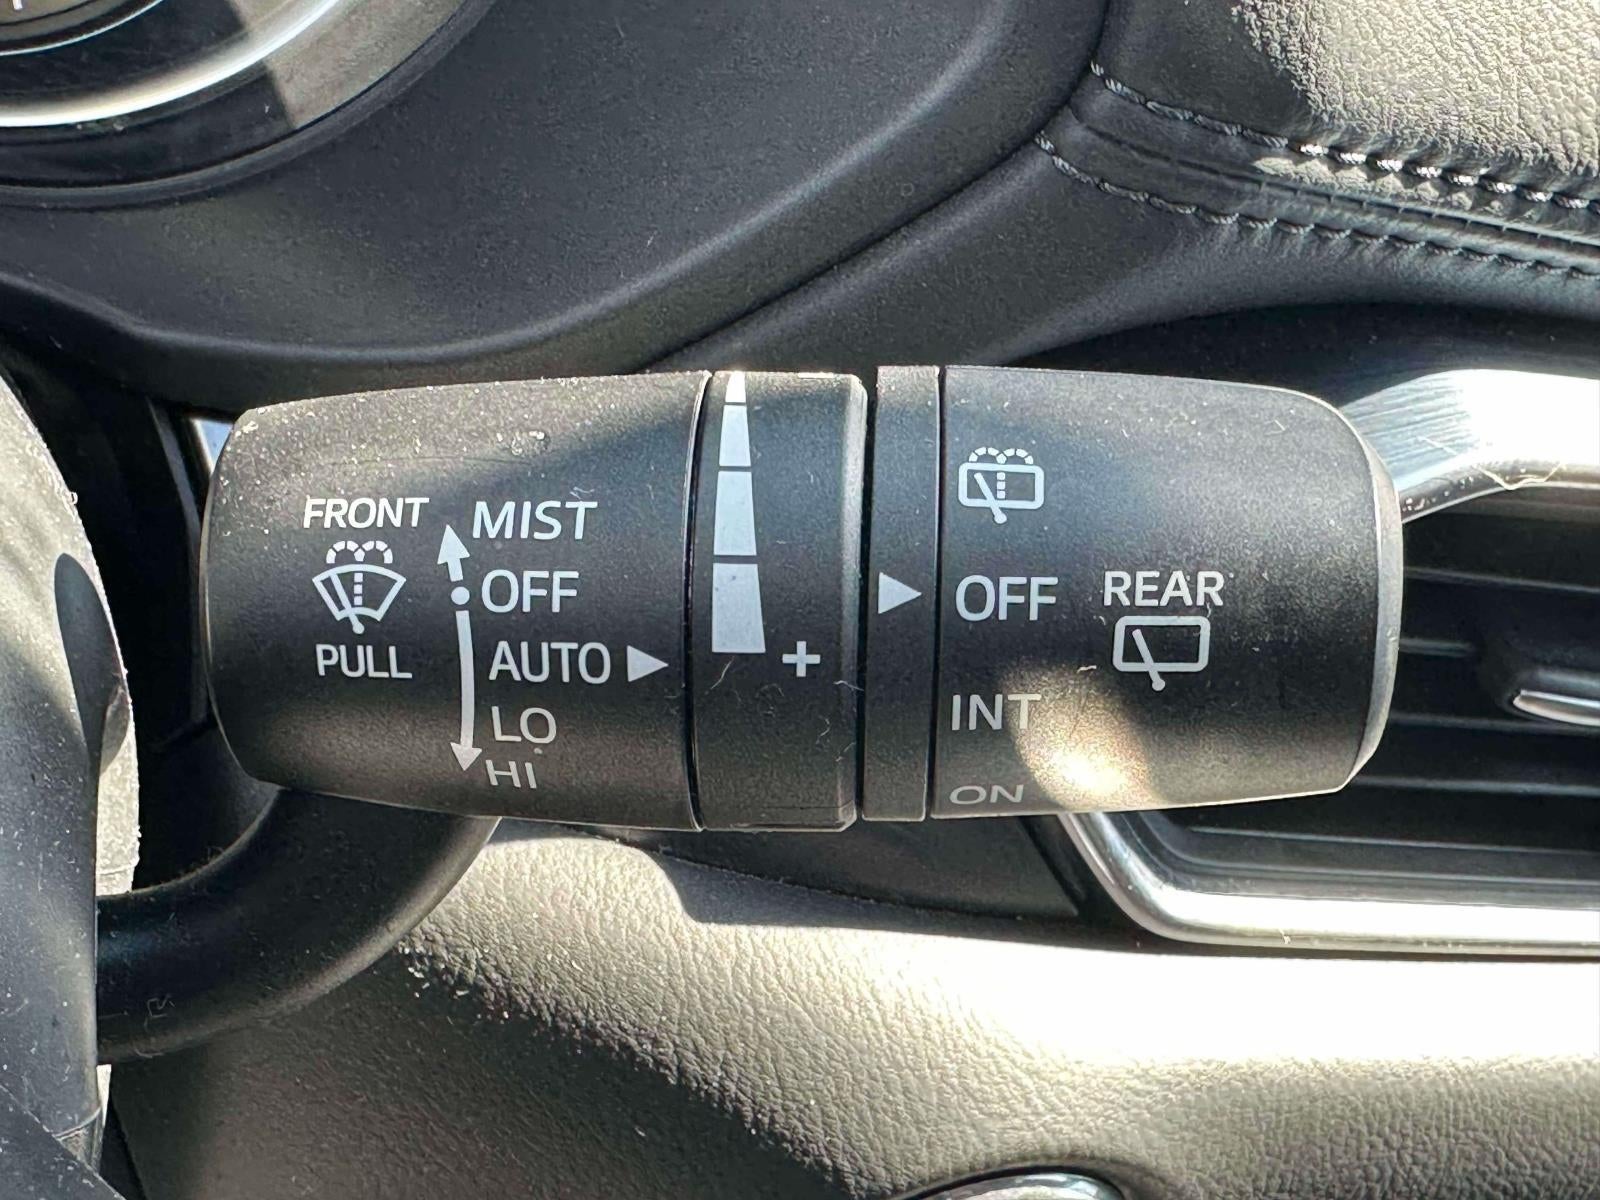 FRONT
PULL
MIST
OFF
AUTO
LO
HI
+
OFF
INT
ON
REAR